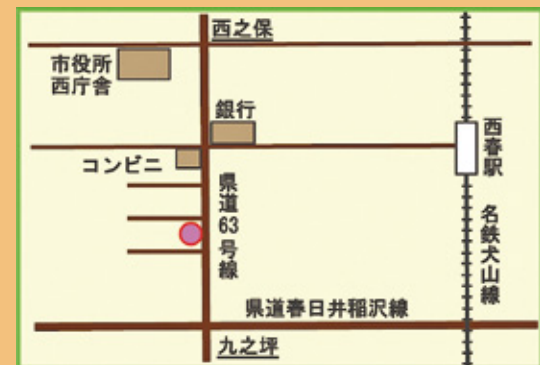 西之保
市役所
西庁舎
銀行
コンビニ
西春駅
県道63号線
名鉄犬山線
県道春日井稲沢線
九之坪